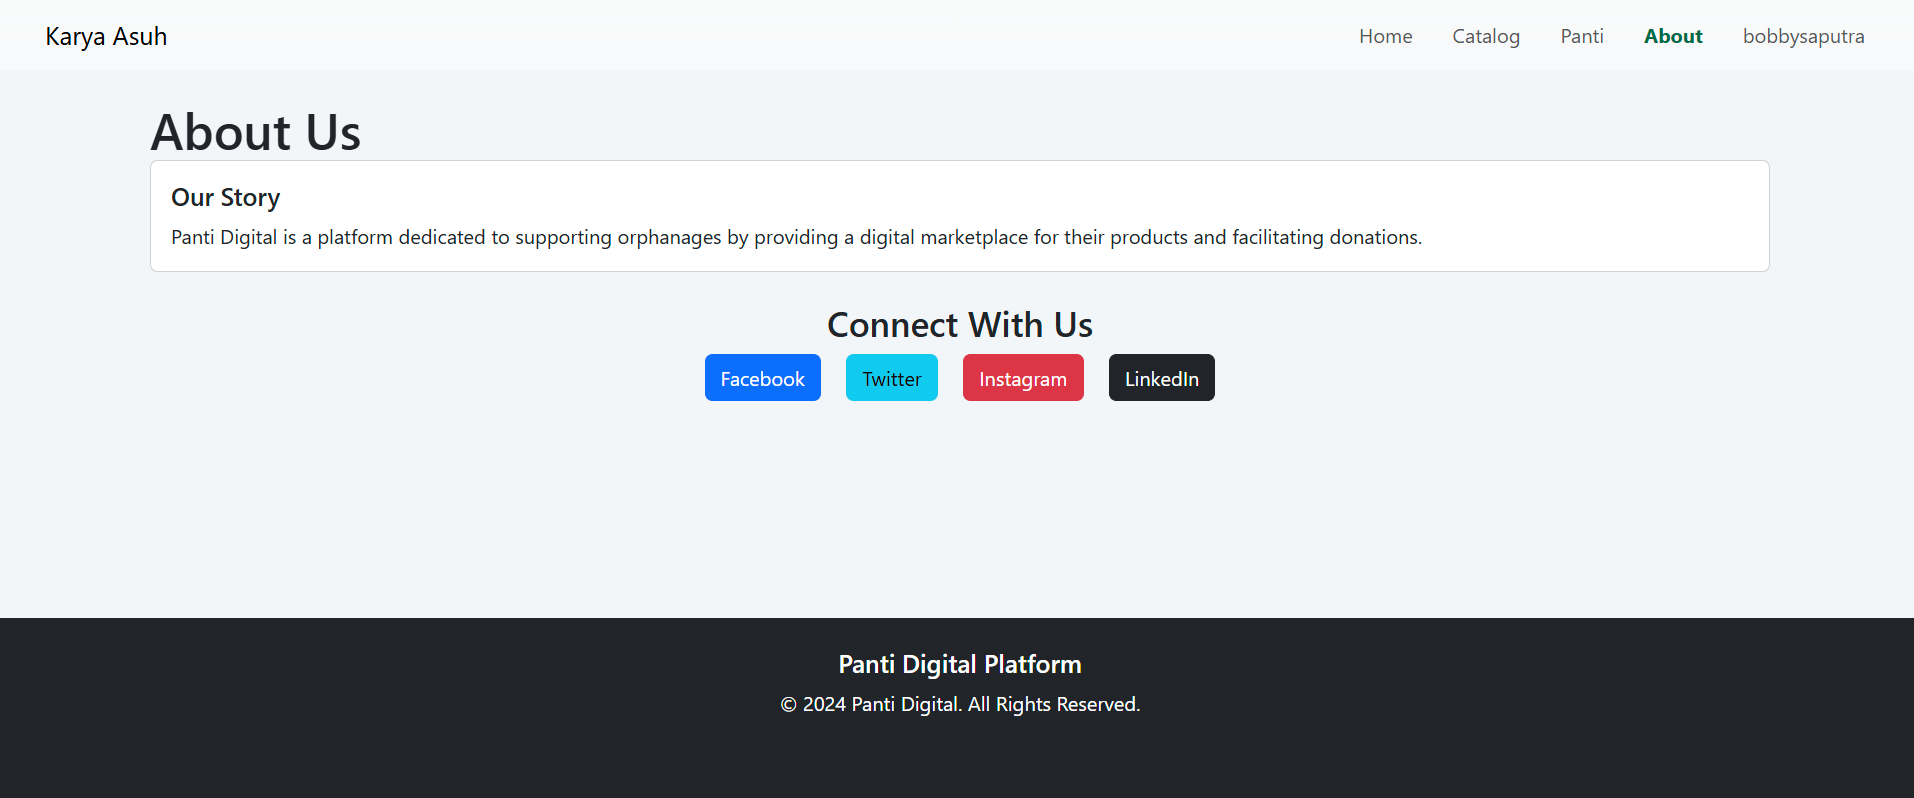 Karya Asuh
Home Catalog Panti About bobbysaputra
About Us
Our Story
Panti Digital is a platform dedicated to supporting orphanages by providing a digital marketplace for their products and facilitating donations.
Connect With Us
Facebook Twitter Instagram LinkedIn
Panti Digital Platform
© 2024 Panti Digital. All Rights Reserved.